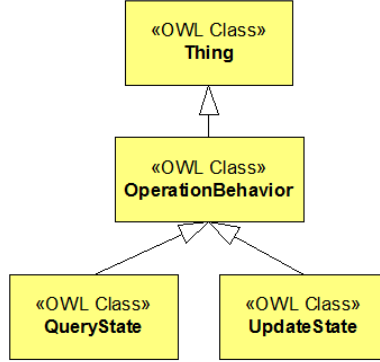 «OWL Class»
Thing
«OWL Class»
OperationBehavior
«OWL Class»
QueryState
«OWL Class»
UpdateState